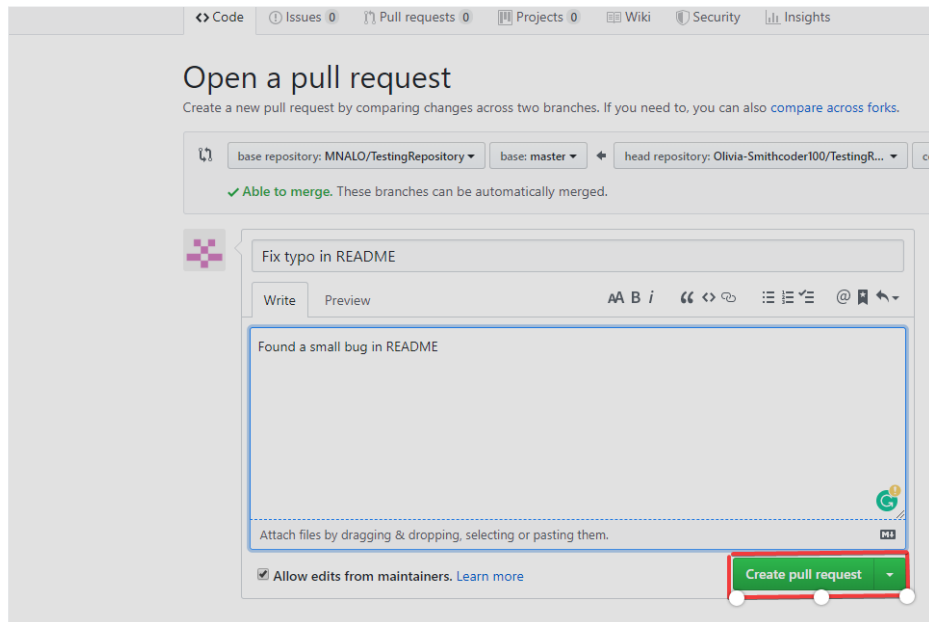 <> Code Issues 0 Pull requests 0 Projects 0 Wiki Security Insights
Open a pull request
Create a new pull request by comparing changes across two branches. If you need to, you can also compare across forks.
base repository: MNALO/TestingRepository base: master head repository: Olivia-Smithcoder100/TestingR...
Able to merge. These branches can be automatically merged.
Fix typo in README
Write Preview AA B i
Found a small bug in README
Attach files by dragging & dropping, selecting or pasting them.
Allow edits from maintainers. Learn more
Create pull request